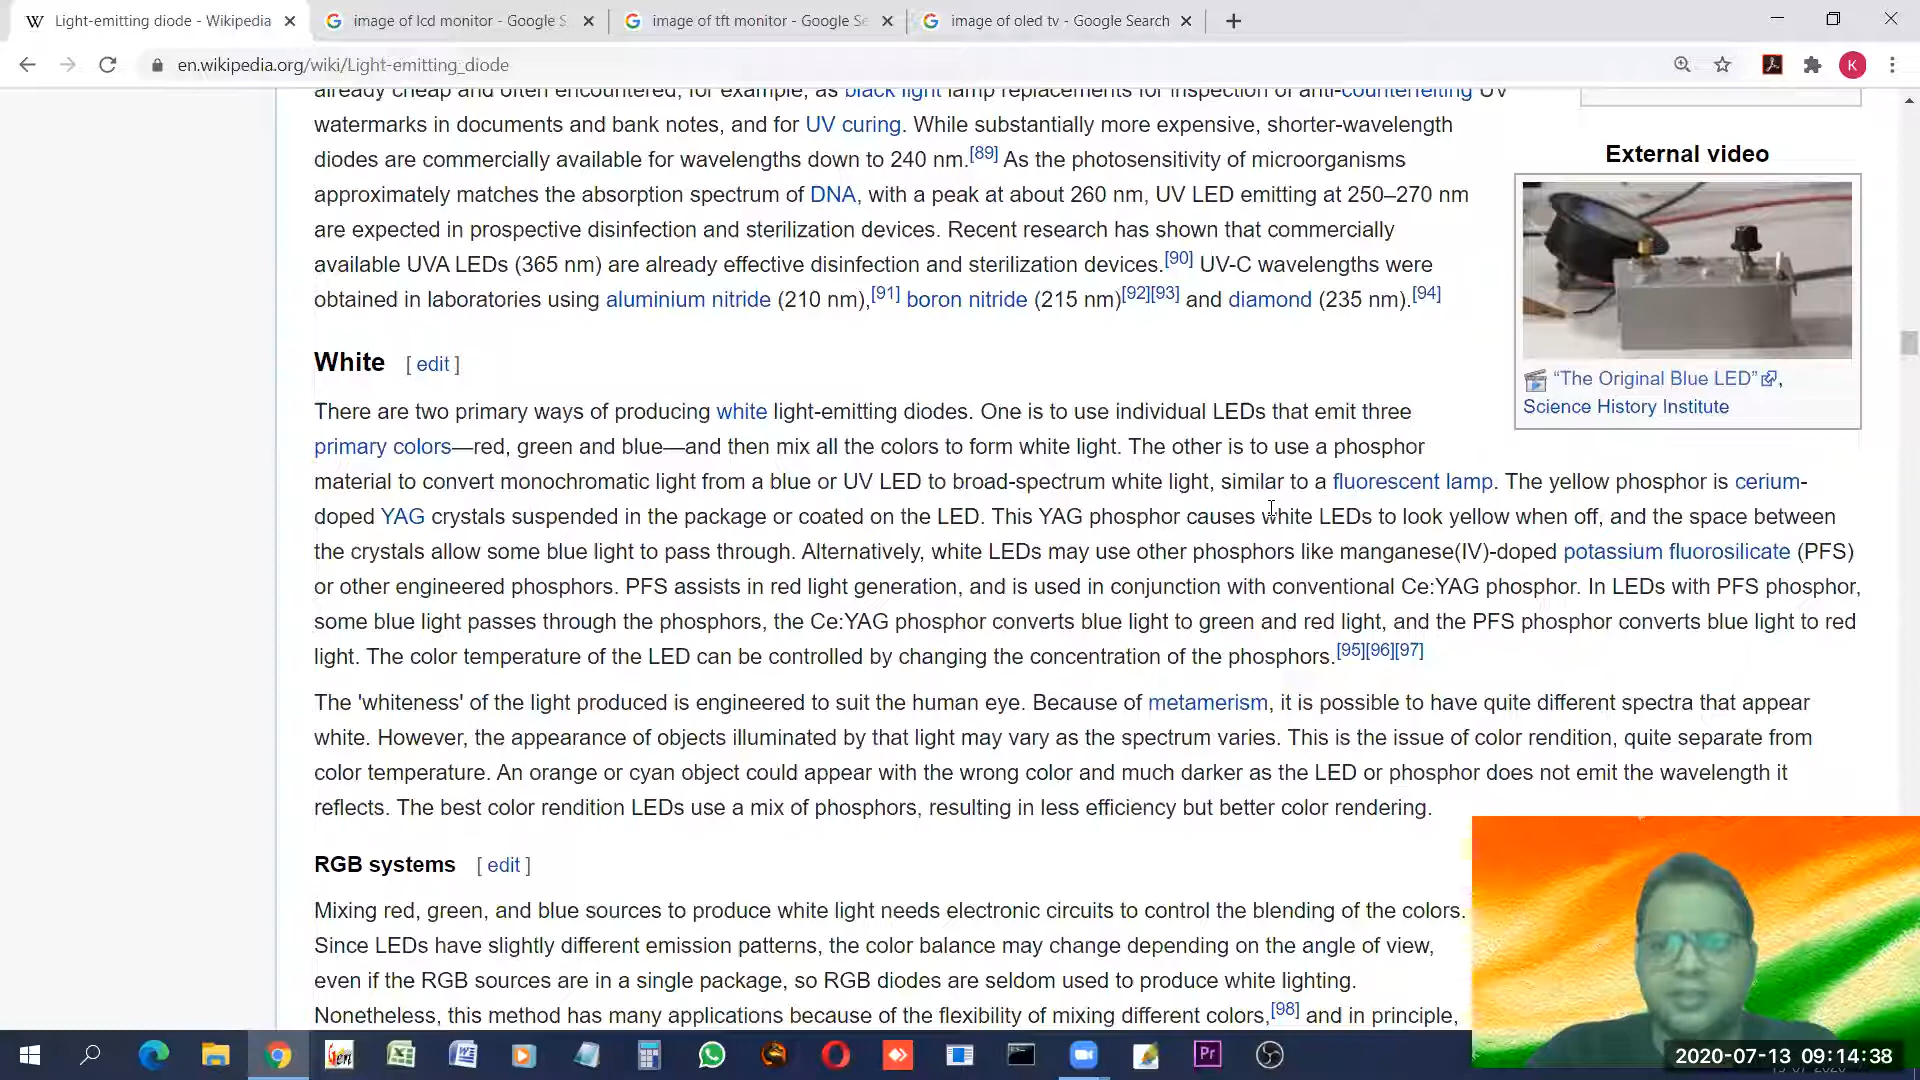 Light-emitting diode - Wikipedia
image of lcd monitor - Google S
image of tft monitor - Google Se
image of oled tv - Google Search
en.wikipedia.org/wiki/Light-emitting_diode
K
already cheap and often encountered, for example, as black light lamp replacements for inspection of anti-counterfeiting UV
watermarks in documents and bank notes, and for UV curing. While substantially more expensive, shorter-wavelength
diodes are commercially available for wavelengths down to 240 nm.[89] As the photosensitivity of microorganisms
approximately matches the absorption spectrum of DNA, with a peak at about 260 nm, UV LED emitting at 250–270 nm
are expected in prospective disinfection and sterilization devices. Recent research has shown that commercially
available UVA LEDs (365 nm) are already effective disinfection and sterilization devices.[90] UV-C wavelengths were
obtained in laboratories using aluminium nitride (210 nm),[91] boron nitride (215 nm)[92][93] and diamond (235 nm).[94]
External video
“The Original Blue LED”,
Science History Institute
White [ edit ]
There are two primary ways of producing white light-emitting diodes. One is to use individual LEDs that emit three
primary colors—red, green and blue—and then mix all the colors to form white light. The other is to use a phosphor
material to convert monochromatic light from a blue or UV LED to broad-spectrum white light, similar to a fluorescent lamp. The yellow phosphor is cerium-
doped YAG crystals suspended in the package or coated on the LED. This YAG phosphor causes white LEDs to look yellow when off, and the space between
the crystals allow some blue light to pass through. Alternatively, white LEDs may use other phosphors like manganese(IV)-doped potassium fluorosilicate (PFS)
or other engineered phosphors. PFS assists in red light generation, and is used in conjunction with conventional Ce:YAG phosphor. In LEDs with PFS phosphor,
some blue light passes through the phosphors, the Ce:YAG phosphor converts blue light to green and red light, and the PFS phosphor converts blue light to red
light. The color temperature of the LED can be controlled by changing the concentration of the phosphors.[95][96][97]
The 'whiteness' of the light produced is engineered to suit the human eye. Because of metamerism, it is possible to have quite different spectra that appear
white. However, the appearance of objects illuminated by that light may vary as the spectrum varies. This is the issue of color rendition, quite separate from
color temperature. An orange or cyan object could appear with the wrong color and much darker as the LED or phosphor does not emit the wavelength it
reflects. The best color rendition LEDs use a mix of phosphors, resulting in less efficiency but better color rendering.
RGB systems [ edit ]
Mixing red, green, and blue sources to produce white light needs electronic circuits to control the blending of the colors.
Since LEDs have slightly different emission patterns, the color balance may change depending on the angle of view,
even if the RGB sources are in a single package, so RGB diodes are seldom used to produce white lighting.
Nonetheless, this method has many applications because of the flexibility of mixing different colors,[98] and in principle,
Gen
Pr
2020-07-13 09:14:38